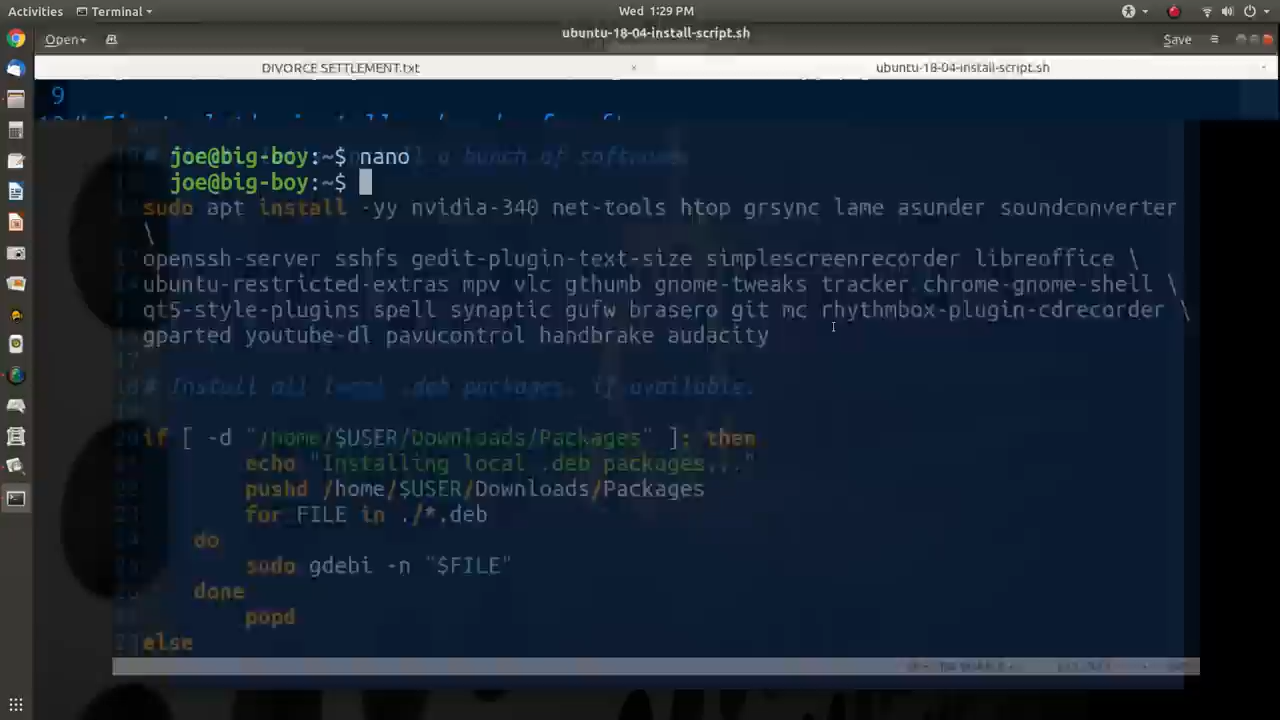 Activities Terminal Wed 1:29 PM
Open ubuntu-18-04-install-script.sh Save
DIVORCE SETTLEMENT.txt × ubuntu-18-04-install-script.sh
9
joe@big-boy:~$ nano
a bunch of software.
joe@big-boy:~$
sudo apt install -yy nvidia-340 net-tools htop grsync lame asunder soundconverter
\
openssh-server sshfs gedit-plugin-text-size simplescreenrecorder libreoffice \
ubuntu-restricted-extras mpv vlc gthumb gnome-tweaks tracker chrome-gnome-shell \
qt5-style-plugins spell synaptic gufw brasero git mc rhythmbox-plugin-cdrecorder \
gparted youtube-dl pavucontrol handbrake audacity
17
18 # Install all local .deb packages, if available.
20 if [ -d "/home/$USER/Downloads/Packages" ]; then
echo "Installing local .deb packages..."
pushd /home/$USER/Downloads/Packages
for FILE in ./*.deb
do
sudo gdebi -n "$FILE"
done
popd
else